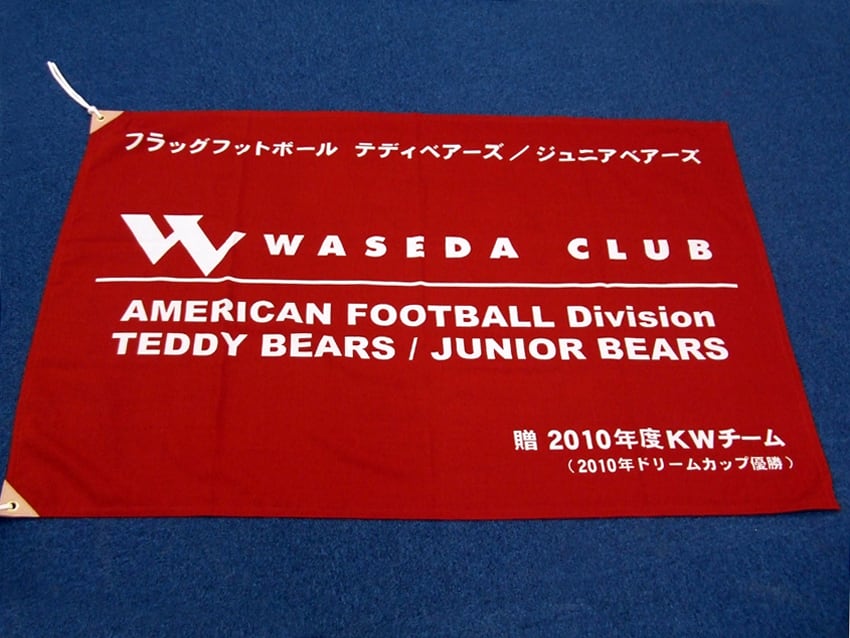 フラッグフットボール テディベアーズ／ジュニアベアーズ
W WASEDA CLUB
AMERICAN FOOTBALL Division
TEDDY BEARS / JUNIOR BEARS
贈 2010年度KWチーム
（2010年ドリームカップ優勝）